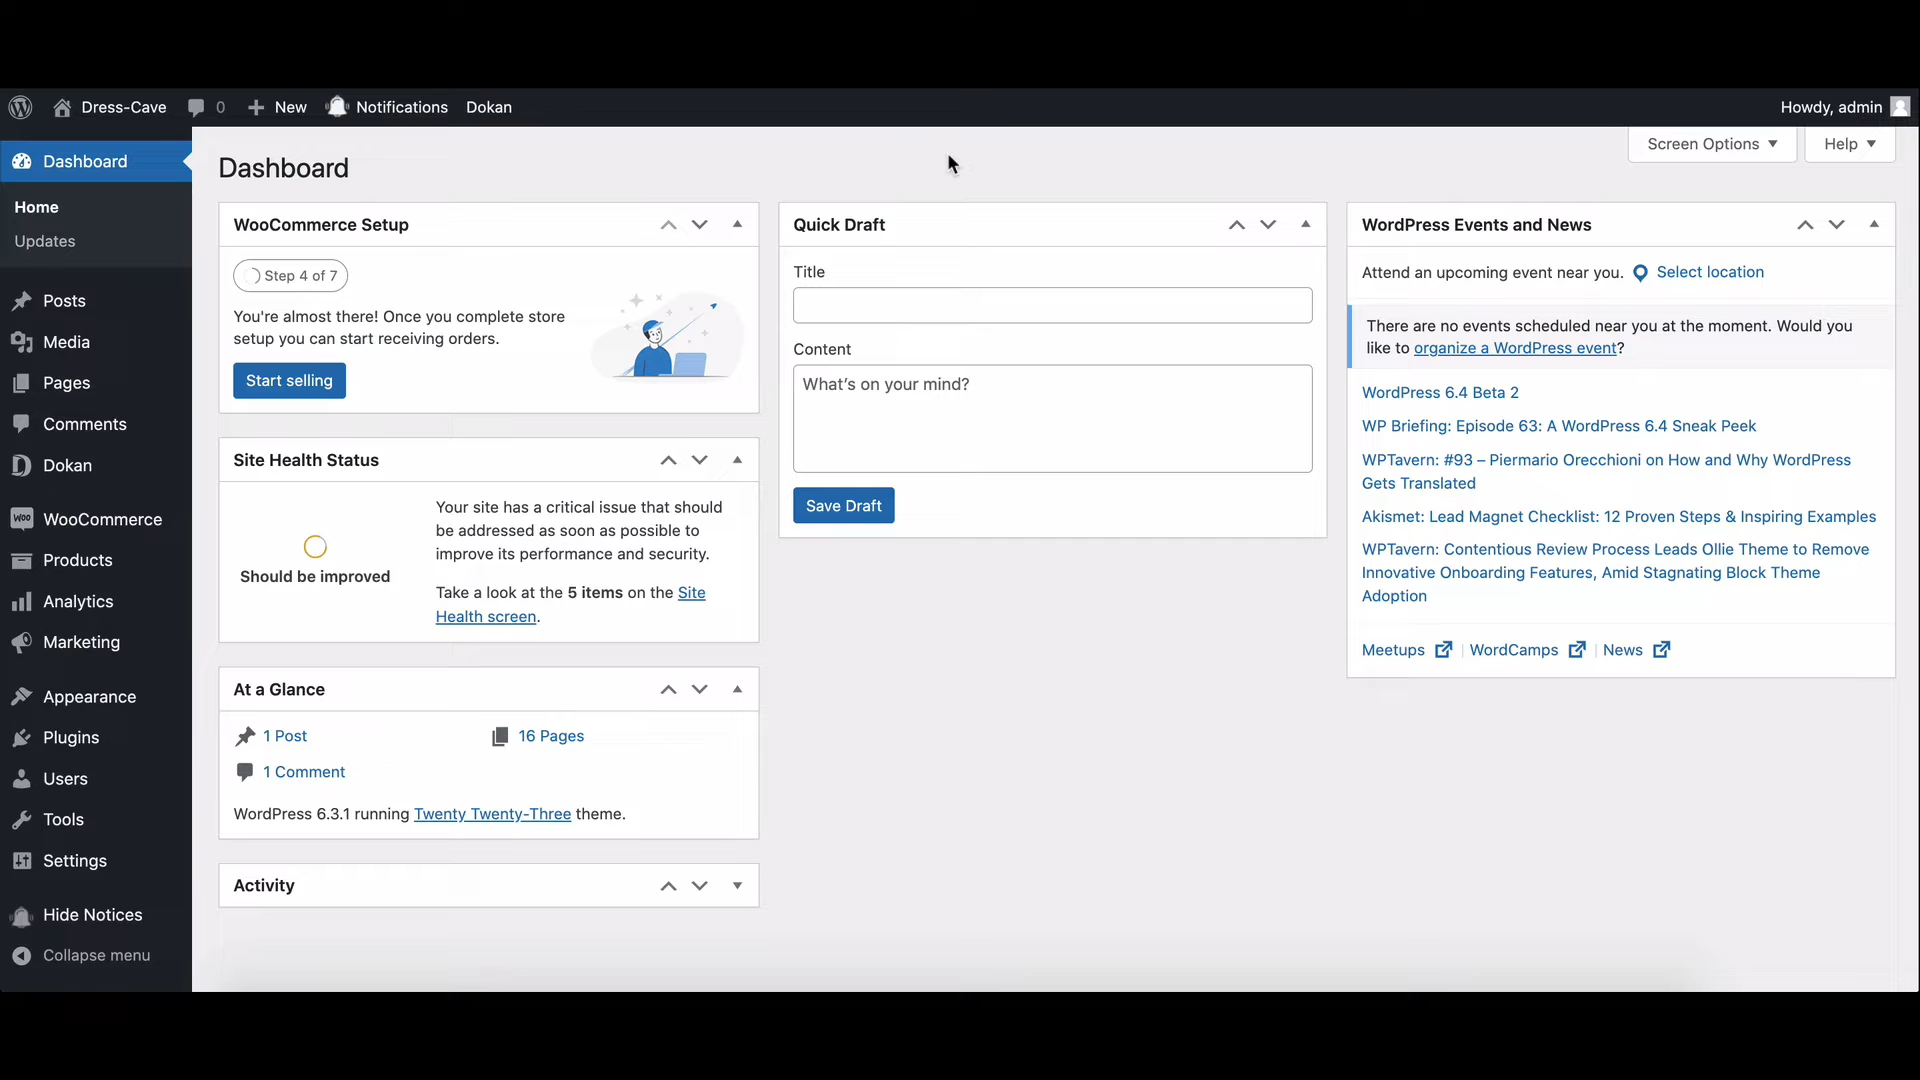 Dress-Cave
0
New
Notifications
Dokan
Howdy, admin
Dashboard
Home
Updates
Posts
Media
Pages
Comments
Dokan
WooCommerce
Products
Analytics
Marketing
Appearance
Plugins
Users
Tools
Settings
Hide Notices
Collapse menu
Screen Options
Help
Dashboard
WooCommerce Setup
Step 4 of 7
You're almost there! Once you complete store
setup you can start receiving orders.
Start selling
Site Health Status
Should be improved
Your site has a critical issue that should
be addressed as soon as possible to
improve its performance and security.
Take a look at the 5 items on the Site
Health screen.
At a Glance
1 Post
16 Pages
1 Comment
WordPress 6.3.1 running Twenty Twenty-Three theme.
Activity
Quick Draft
Title
Content
What's on your mind?
Save Draft
WordPress Events and News
Attend an upcoming event near you. Select location
There are no events scheduled near you at the moment. Would you
like to organize a WordPress event?
WordPress 6.4 Beta 2
WP Briefing: Episode 63: A WordPress 6.4 Sneak Peek
WPTavern: #93 – Piermario Orecchioni on How and Why WordPress
Gets Translated
Akismet: Lead Magnet Checklist: 12 Proven Steps & Inspiring Examples
WPTavern: Contentious Review Process Leads Ollie Theme to Remove
Innovative Onboarding Features, Amid Stagnating Block Theme
Adoption
Meetups | WordCamps | News